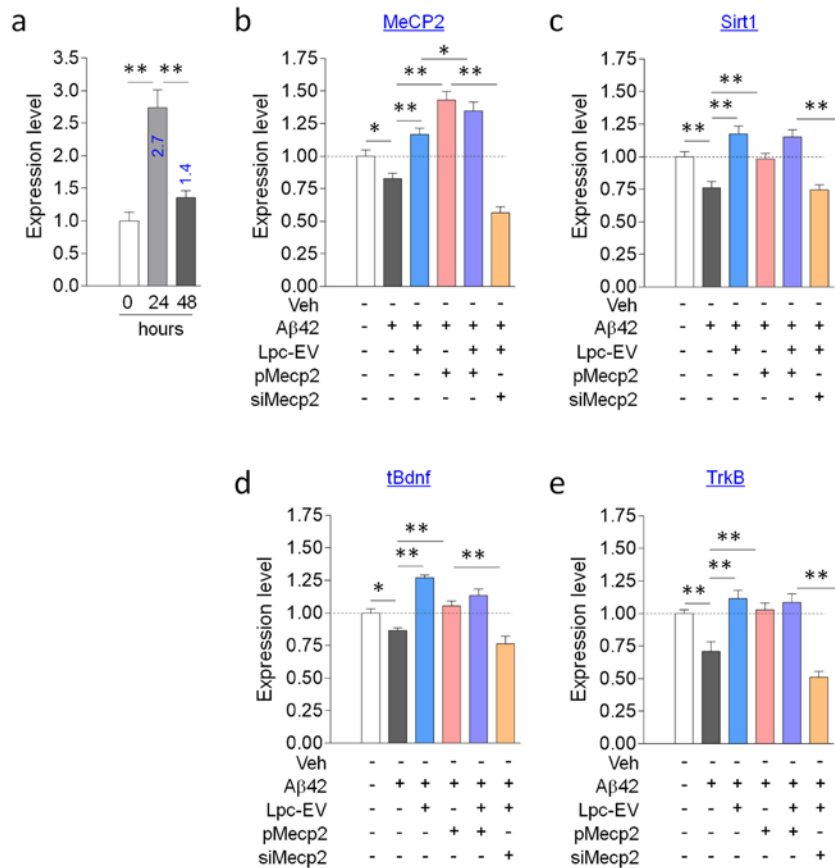 a
Expression level
3.5
3.0
2.5
2.0
1.5
1.0
0.5
0.0
** **
2.7
1.4
0 24 48
hours
b
MeCP2
Expression level
1.75
1.50
1.25
1.00
0.75
0.50
0.25
0.00
*
** **
* **
Veh - - - - - -
Aβ42 - + + + + +
Lpc-EV - - + - + +
pMecp2 - - - + + -
siMecp2 - - - - - +
c
Sirt1
Expression level
1.75
1.50
1.25
1.00
0.75
0.50
0.25
0.00
**
** ** **
Veh - - - - - -
Aβ42 - + + + + +
Lpc-EV - - + - + +
pMecp2 - - - + + -
siMecp2 - - - - - +
d
tBdnf
Expression level
1.75
1.50
1.25
1.00
0.75
0.50
0.25
0.00
**
** **
*
Veh - - - - - -
Aβ42 - + + + + +
Lpc-EV - - + - + +
pMecp2 - - - + + -
siMecp2 - - - - - +
e
TrkB
Expression level
1.75
1.50
1.25
1.00
0.75
0.50
0.25
0.00
**
** ** **
Veh - - - - - -
Aβ42 - + + + + +
Lpc-EV - - + - + +
pMecp2 - - - + + -
siMecp2 - - - - - +